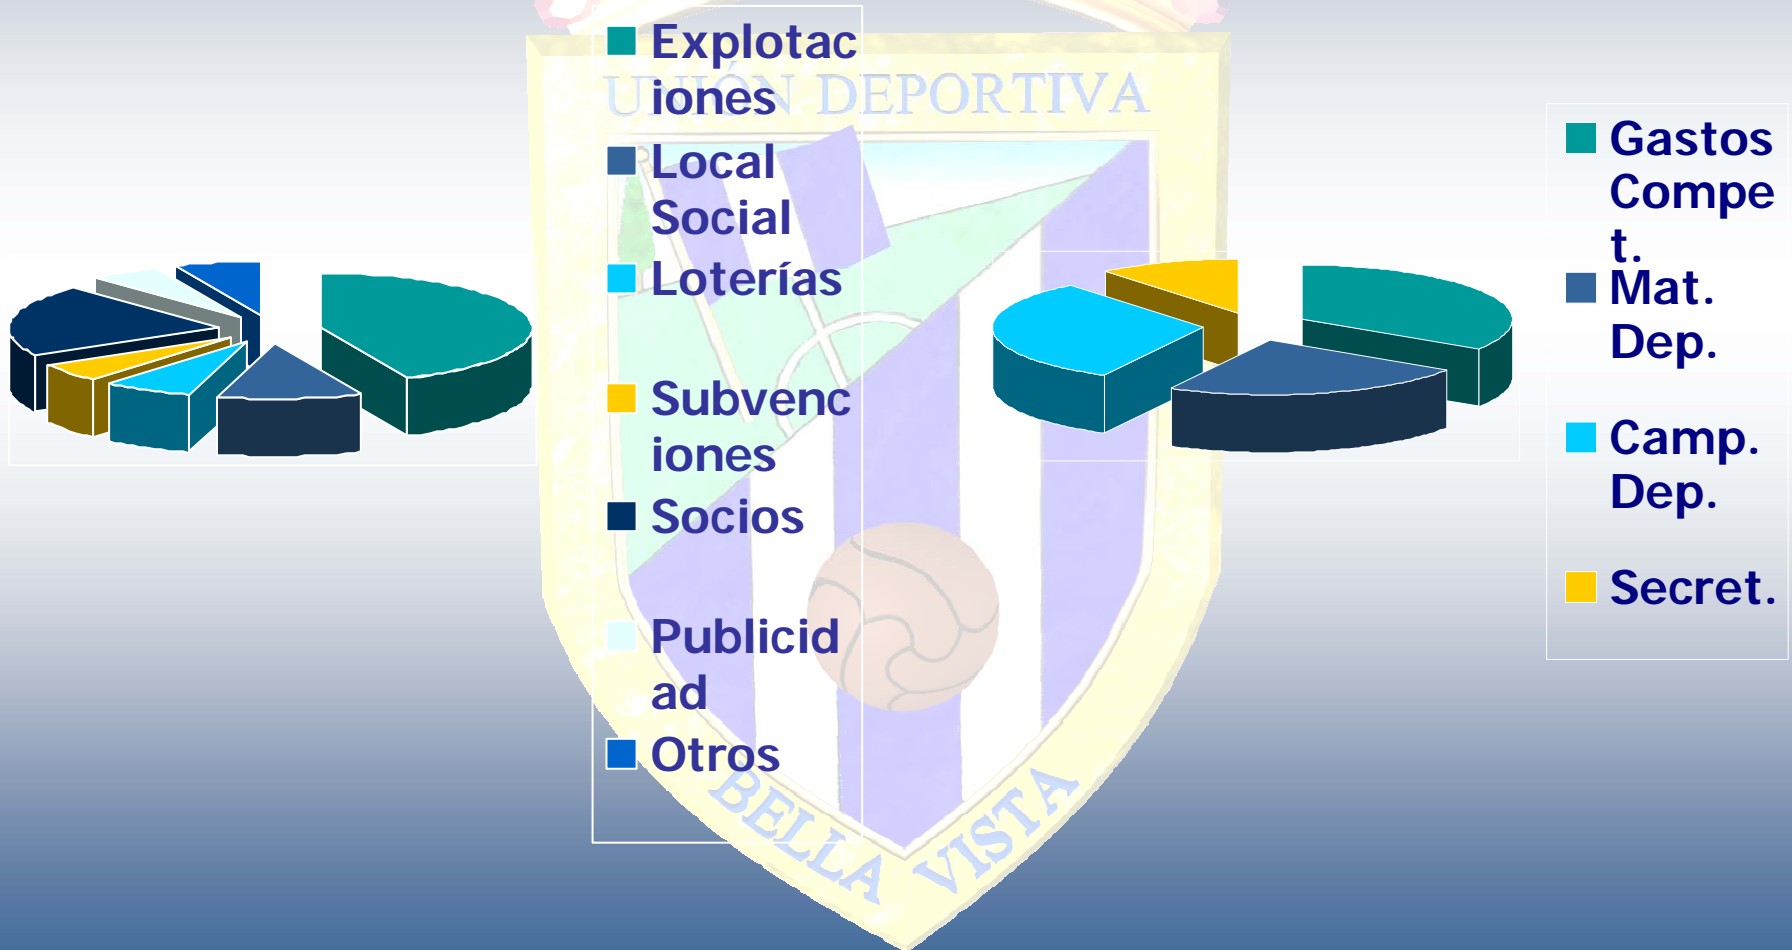 UNIÓN DEPORTIVA
Explotac
iones
Local
Social
Loterías
Subvenc
iones
Socios
Publicid
ad
Otros
BELLA VISTA
Gastos
Compe
t.
Mat.
Dep.
Camp.
Dep.
Secret.